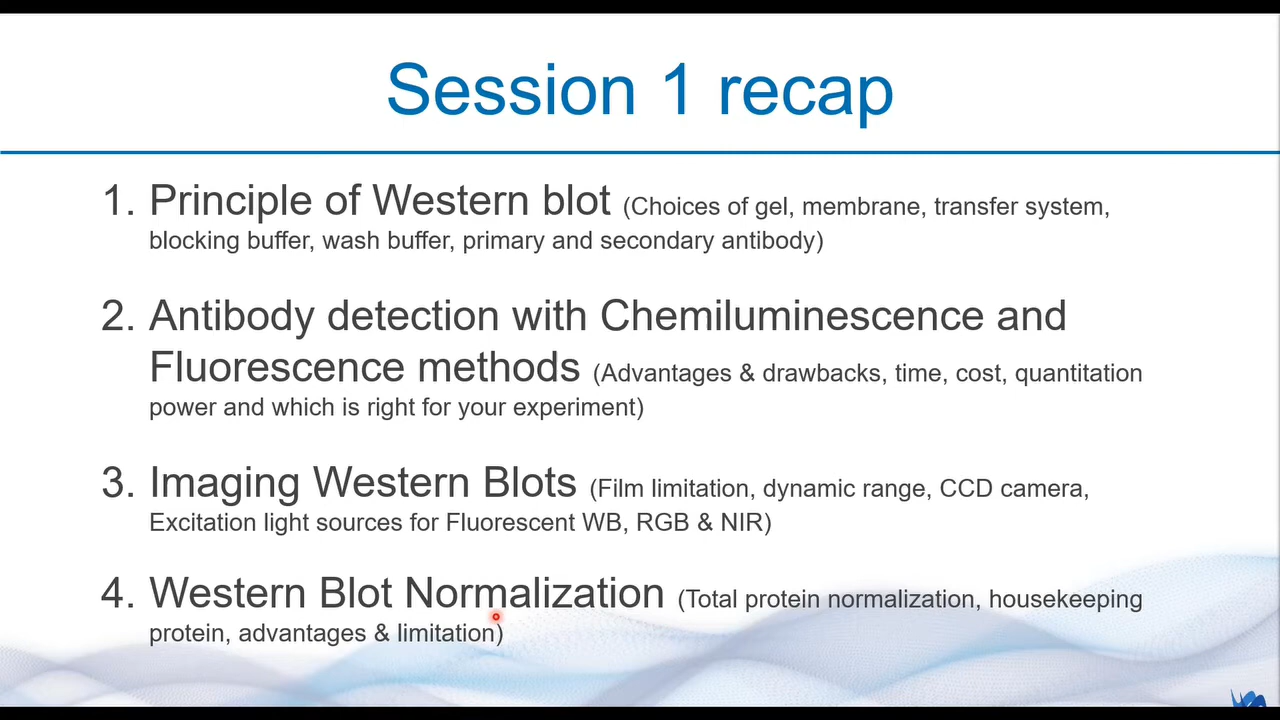 Session 1 recap
1. Principle of Western blot (Choices of gel, membrane, transfer system,
blocking buffer, wash buffer, primary and secondary antibody)
2. Antibody detection with Chemiluminescence and
Fluorescence methods (Advantages & drawbacks, time, cost, quantitation
power and which is right for your experiment)
3. Imaging Western Blots (Film limitation, dynamic range, CCD camera,
Excitation light sources for Fluorescent WB, RGB & NIR)
4. Western Blot Normalization (Total protein normalization, housekeeping
protein, advantages & limitation)